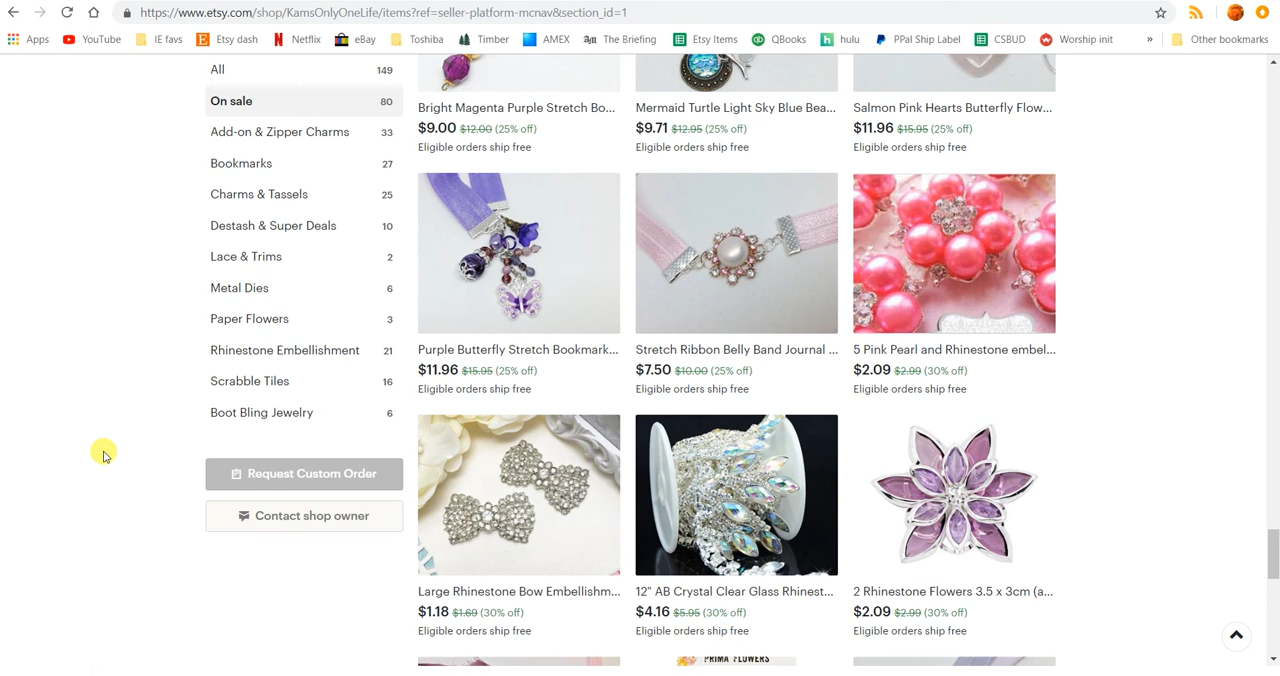 https://www.etsy.com/shop/KamsOnlyOneLife/items?ref=seller-platform-mcnav&section_id=1
Apps YouTube IE favs Etsy dash Netflix eBay Toshiba Timber AMEX The Briefing Etsy Items QBooks hulu PPal Ship Label CSBUD Worship init » Other bookmarks
All 149
On sale 80
Add-on & Zipper Charms 33
Bookmarks 27
Charms & Tassels 25
Destash & Super Deals 10
Lace & Trims 2
Metal Dies 6
Paper Flowers 3
Rhinestone Embellishment 21
Scrabble Tiles 16
Boot Bling Jewelry 6
Request Custom Order
Contact shop owner
Bright Magenta Purple Stretch Bo...
$9.00 $12.00 (25% off)
Eligible orders ship free
Mermaid Turtle Light Sky Blue Bea...
$9.71 $12.95 (25% off)
Eligible orders ship free
Salmon Pink Hearts Butterfly Flow...
$11.96 $15.95 (25% off)
Eligible orders ship free
Purple Butterfly Stretch Bookmark...
$11.96 $15.95 (25% off)
Eligible orders ship free
Stretch Ribbon Belly Band Journal ...
$7.50 $10.00 (25% off)
Eligible orders ship free
5 Pink Pearl and Rhinestone embel...
$2.09 $2.99 (30% off)
Eligible orders ship free
Large Rhinestone Bow Embellishm...
$1.18 $1.69 (30% off)
Eligible orders ship free
12" AB Crystal Clear Glass Rhinest...
$4.16 $5.95 (30% off)
Eligible orders ship free
2 Rhinestone Flowers 3.5 x 3cm (a...
$2.09 $2.99 (30% off)
Eligible orders ship free
PRIMA FLOWERS